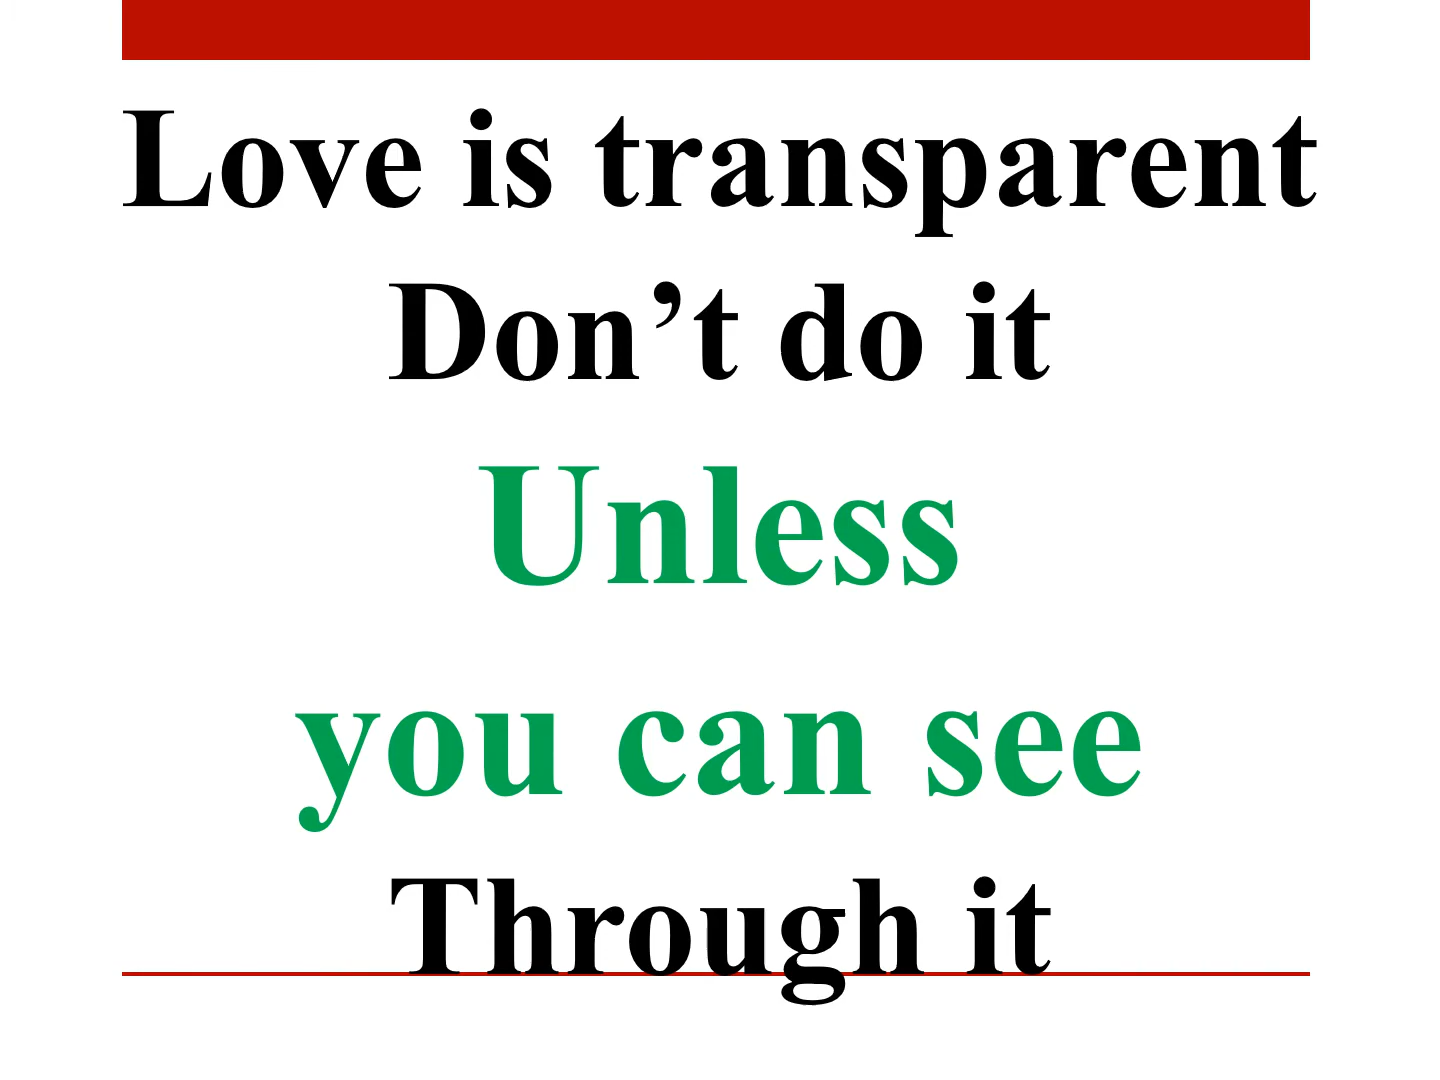 Love is transparent
Don’t do it
Unless
you can see
Through it